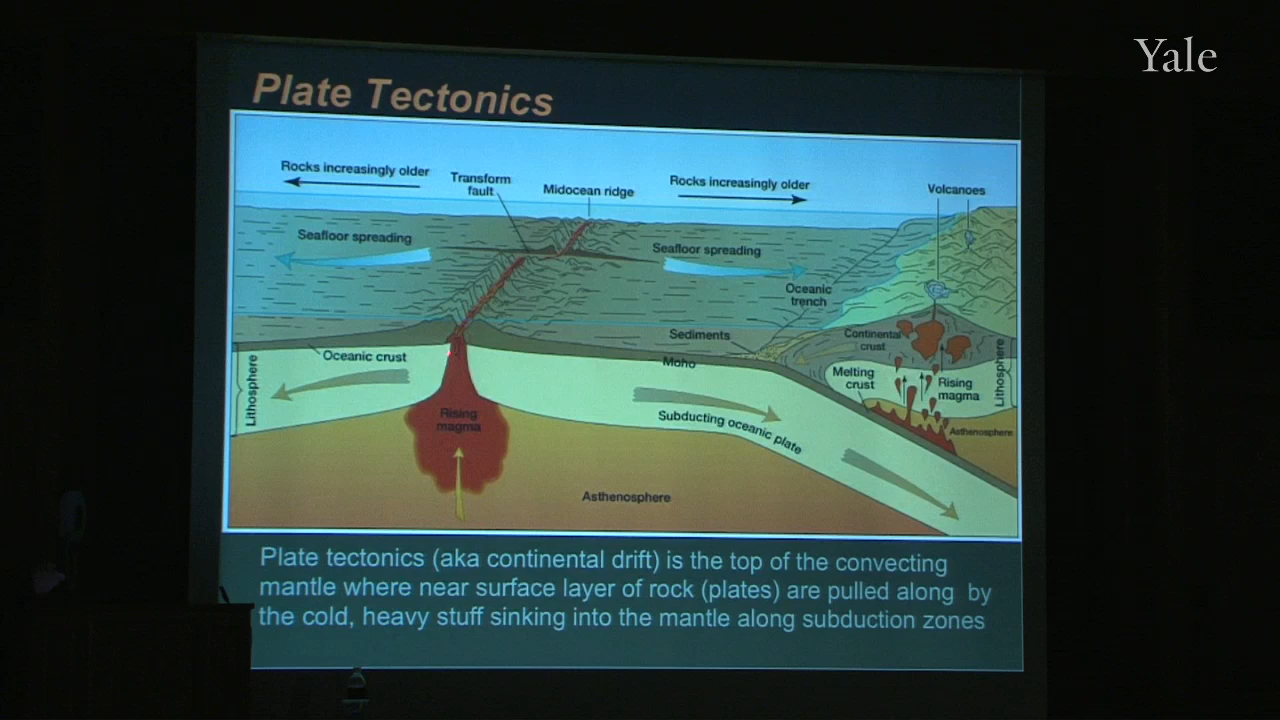 Yale
Plate Tectonics
Rocks increasingly older
Transform
fault
Midocean ridge
Rocks increasingly older
Volcanoes
Seafloor spreading
Seafloor spreading
Oceanic
trench
Sediments
Continental
crust
Oceanic crust
Moho
Melting
crust
Rising
magma
Lithosphere
Lithosphere
Rising
magma
Subducting oceanic plate
Asthenosphere
Asthenosphere
Plate tectonics (aka continental drift) is the top of the convecting
mantle where near surface layer of rock (plates) are pulled along by
the cold, heavy stuff sinking into the mantle along subduction zones